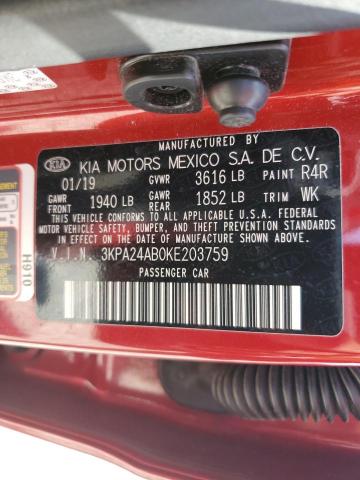 MANUFACTURED BY
KIA KIA MOTORS MEXICO S.A. DE C.V.
01/19 GVWR 3616 LB PAINT R4R
GAWR FRONT 1940 LB GAWR REAR 1852 LB TRIM WK
THIS VEHICLE CONFORMS TO ALL APPLICABLE U.S.A. FEDERAL
MOTOR VEHICLE SAFETY, BUMPER, AND THEFT PREVENTION
STANDARDS IN EFFECT ON THE DATE OF MANUFACTURE SHOWN ABOVE.
V.I.N. 3KPA24AB0KE203759
PASSENGER CAR
H910